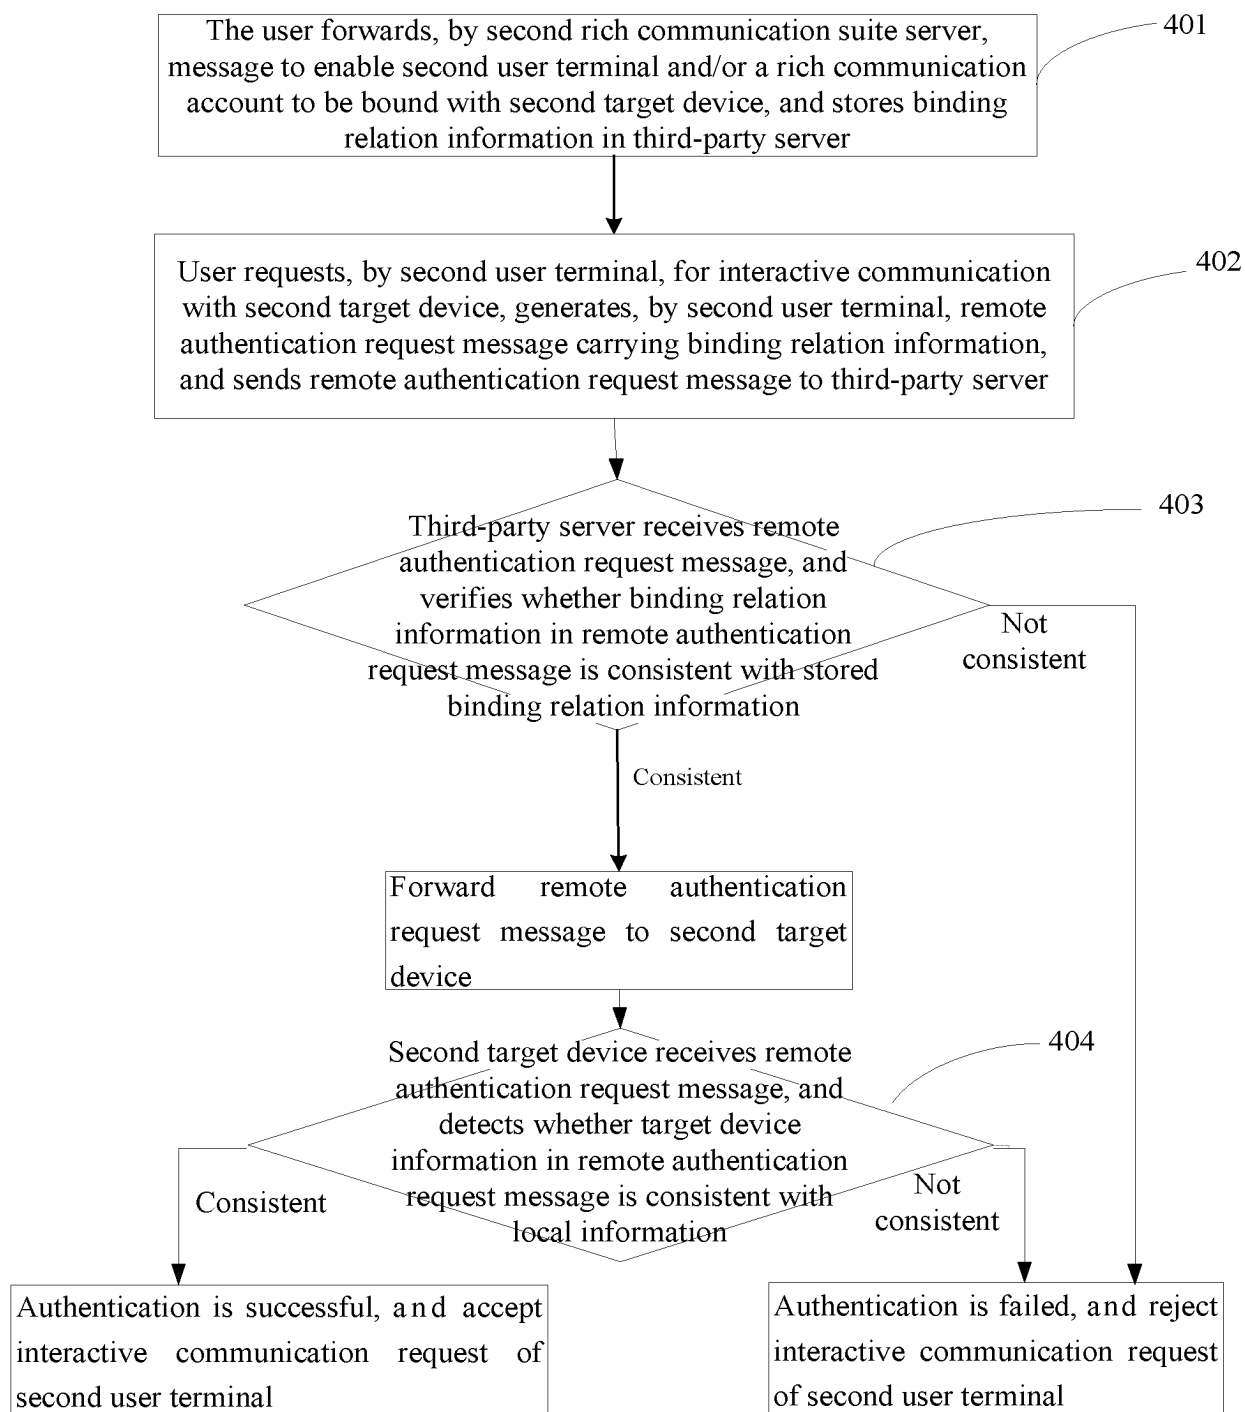 The user forwards, by second rich communication suite server,
message to enable second user terminal and/or a rich communication
account to be bound with second target device, and stores binding
relation information in third-party server
401
User requests, by second user terminal, for interactive communication
with second target device, generates, by second user terminal, remote
authentication request message carrying binding relation information,
and sends remote authentication request message to third-party server
402
Third-party server receives remote
authentication request message, and
verifies whether binding relation
information in remote authentication
request message is consistent with stored
binding relation information
403
Not
consistent
Consistent
Forward remote authentication
request message to second target
device
Second target device receives remote
authentication request message, and
detects whether target device
information in remote authentication
request message is consistent with
local information
404
Consistent
Not
consistent
Authentication is successful, and accept
interactive communication request of
second user terminal
Authentication is failed, and reject
interactive communication request
of second user terminal